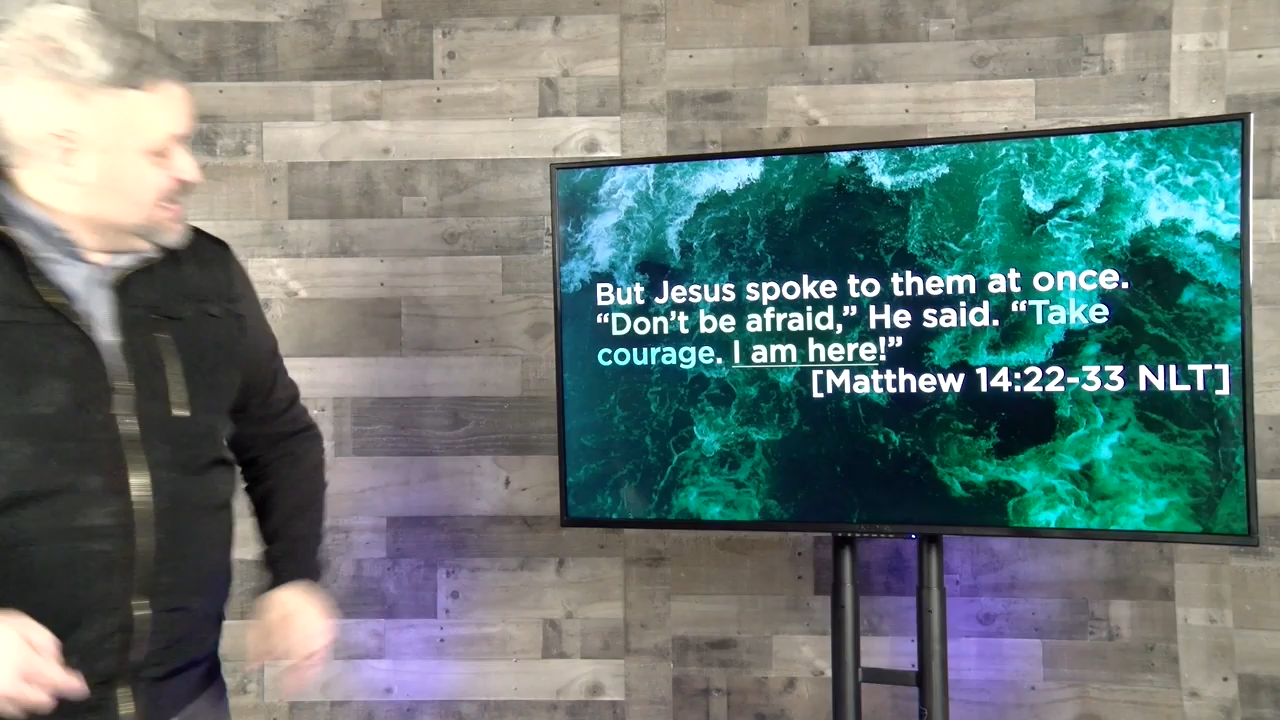 But Jesus spoke to them at once.
“Don’t be afraid,” He said. “Take
courage. I am here!”
[Matthew 14:22-33 NLT]